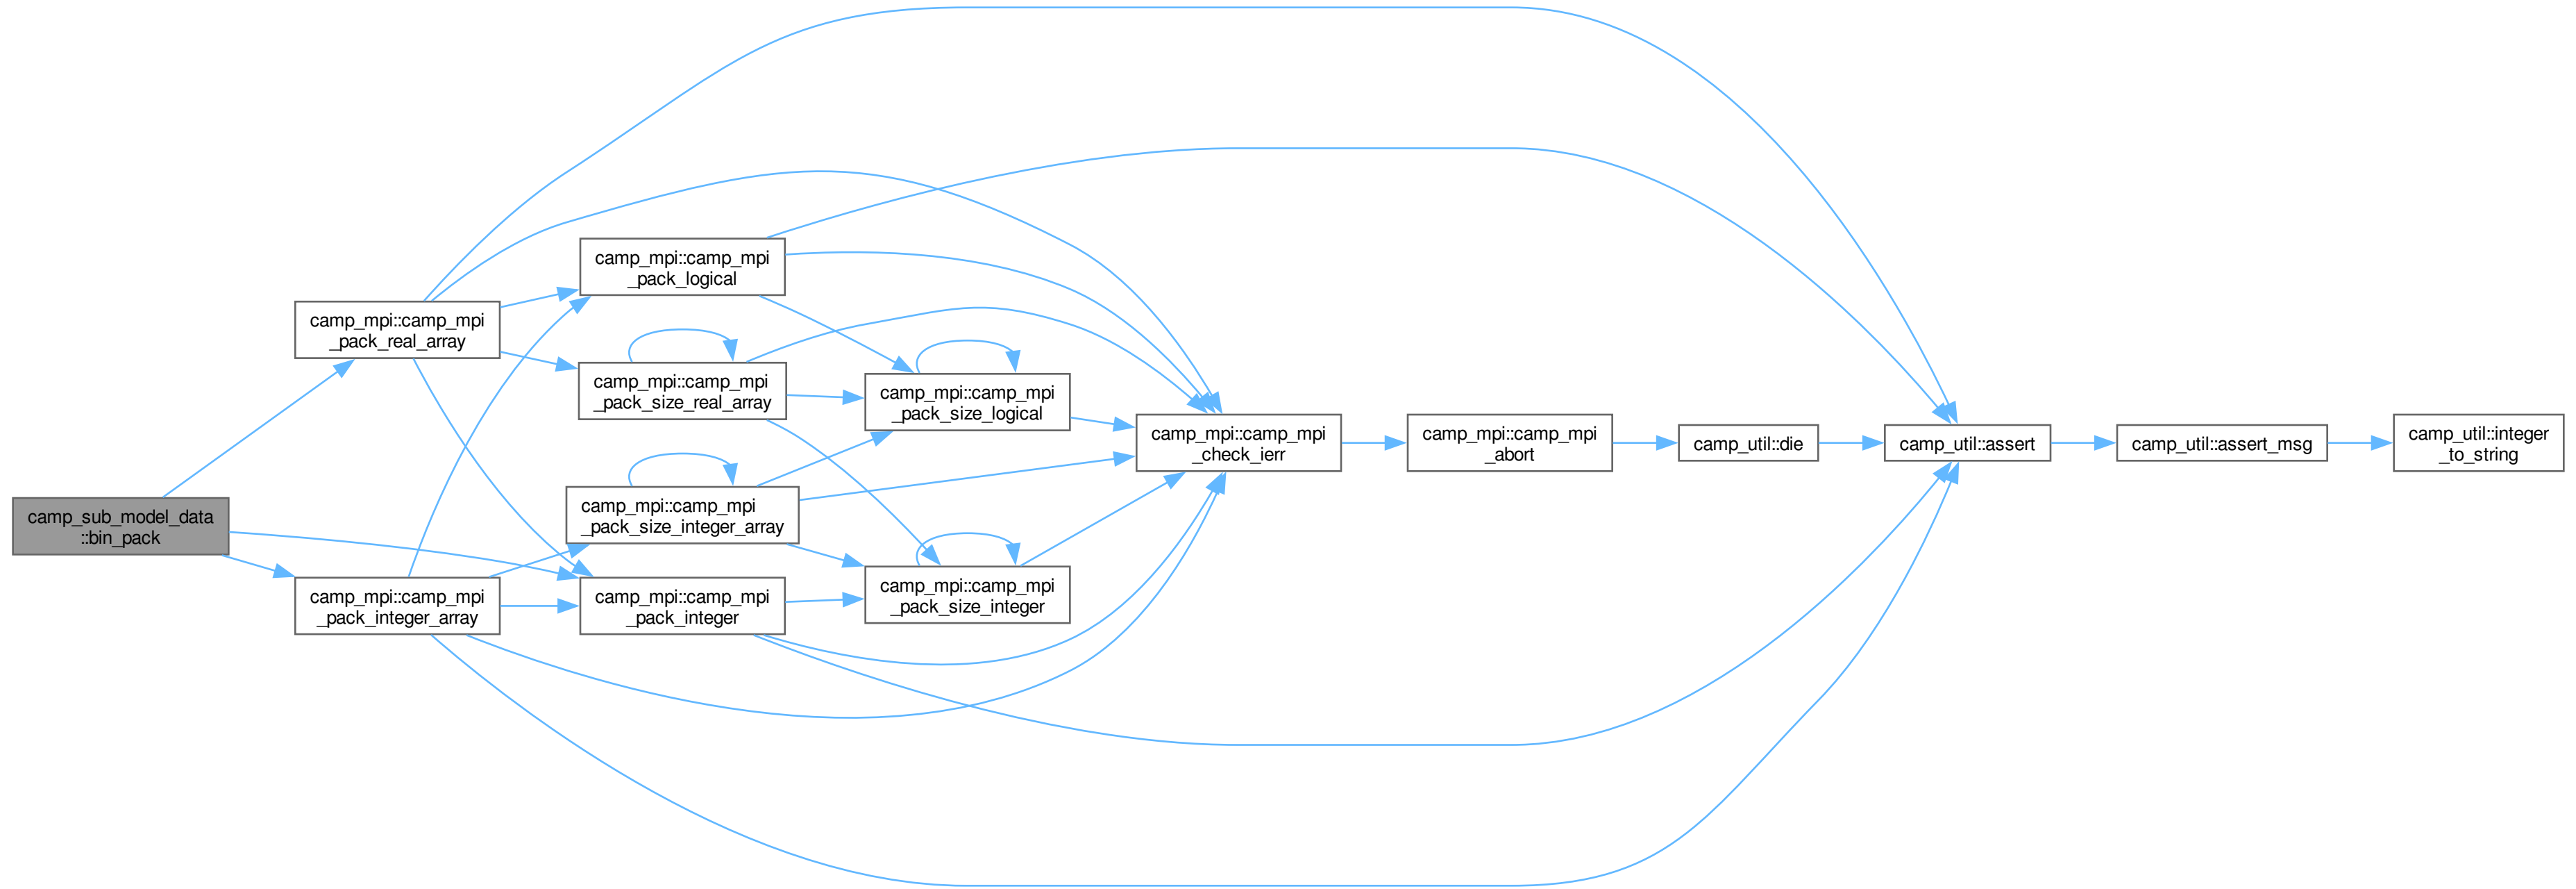 camp_sub_model_data
::bin_pack
camp_mpi::camp_mpi
_pack_real_array
camp_mpi::camp_mpi
_pack_integer_array
camp_mpi::camp_mpi
_pack_logical
camp_mpi::camp_mpi
_pack_size_real_array
camp_mpi::camp_mpi
_pack_size_integer_array
camp_mpi::camp_mpi
_pack_integer
camp_mpi::camp_mpi
_pack_size_logical
camp_mpi::camp_mpi
_pack_size_integer
camp_mpi::camp_mpi
_check_ierr
camp_mpi::camp_mpi
_abort
camp_util::die
camp_util::assert
camp_util::assert_msg
camp_util::integer
_to_string